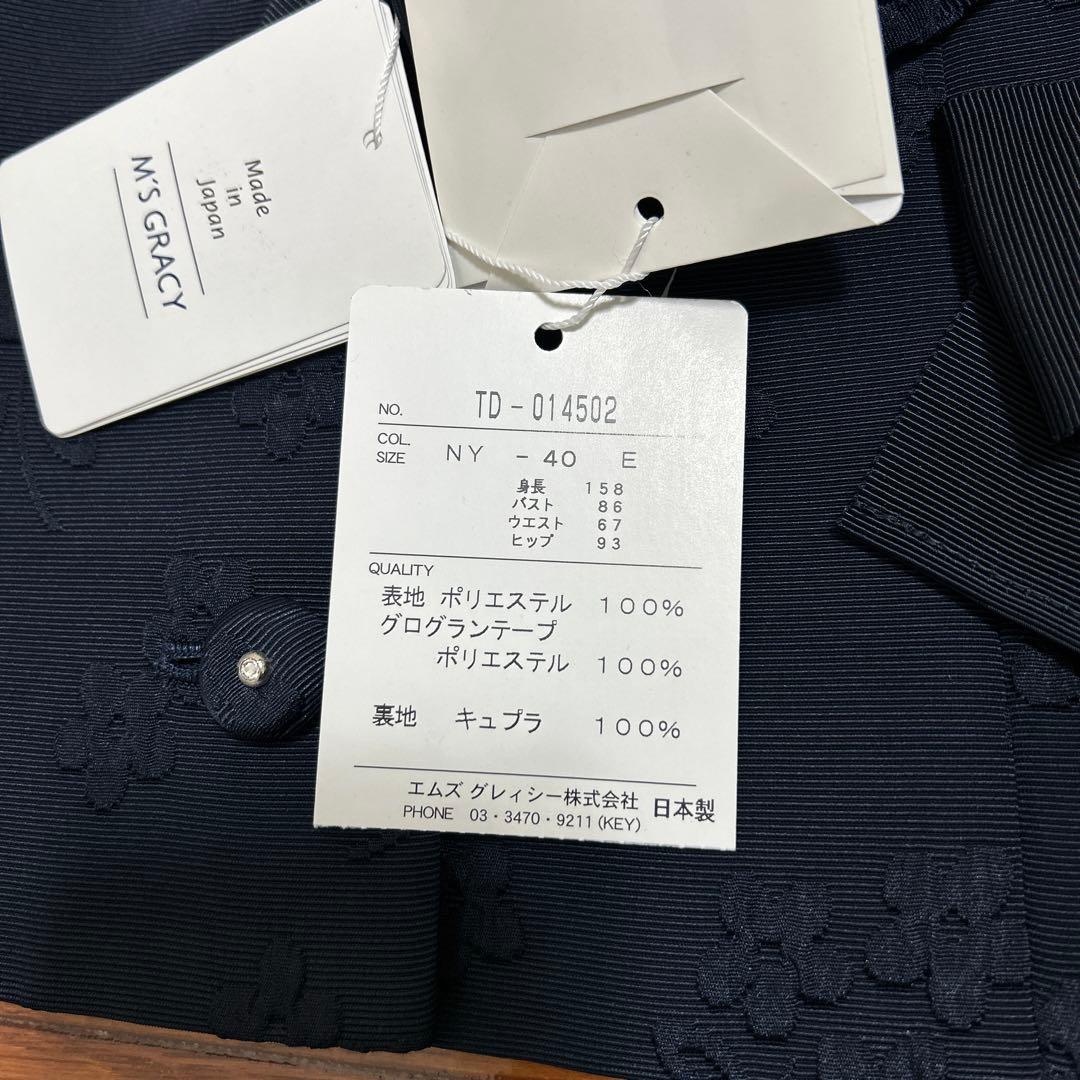 Made
in
Japan
M'S GRACY
NO. TD-014502
COL.
SIZE NY -40 E
身長 158
バスト 86
ウエスト 67
ヒップ 93
QUALITY
表地 ポリエステル 100%
グログランテープ
ポリエステル 100%
裏地 キュプラ 100%
エムズ グレィシー株式会社 日本製
PHONE 03・3470・9211(KEY)